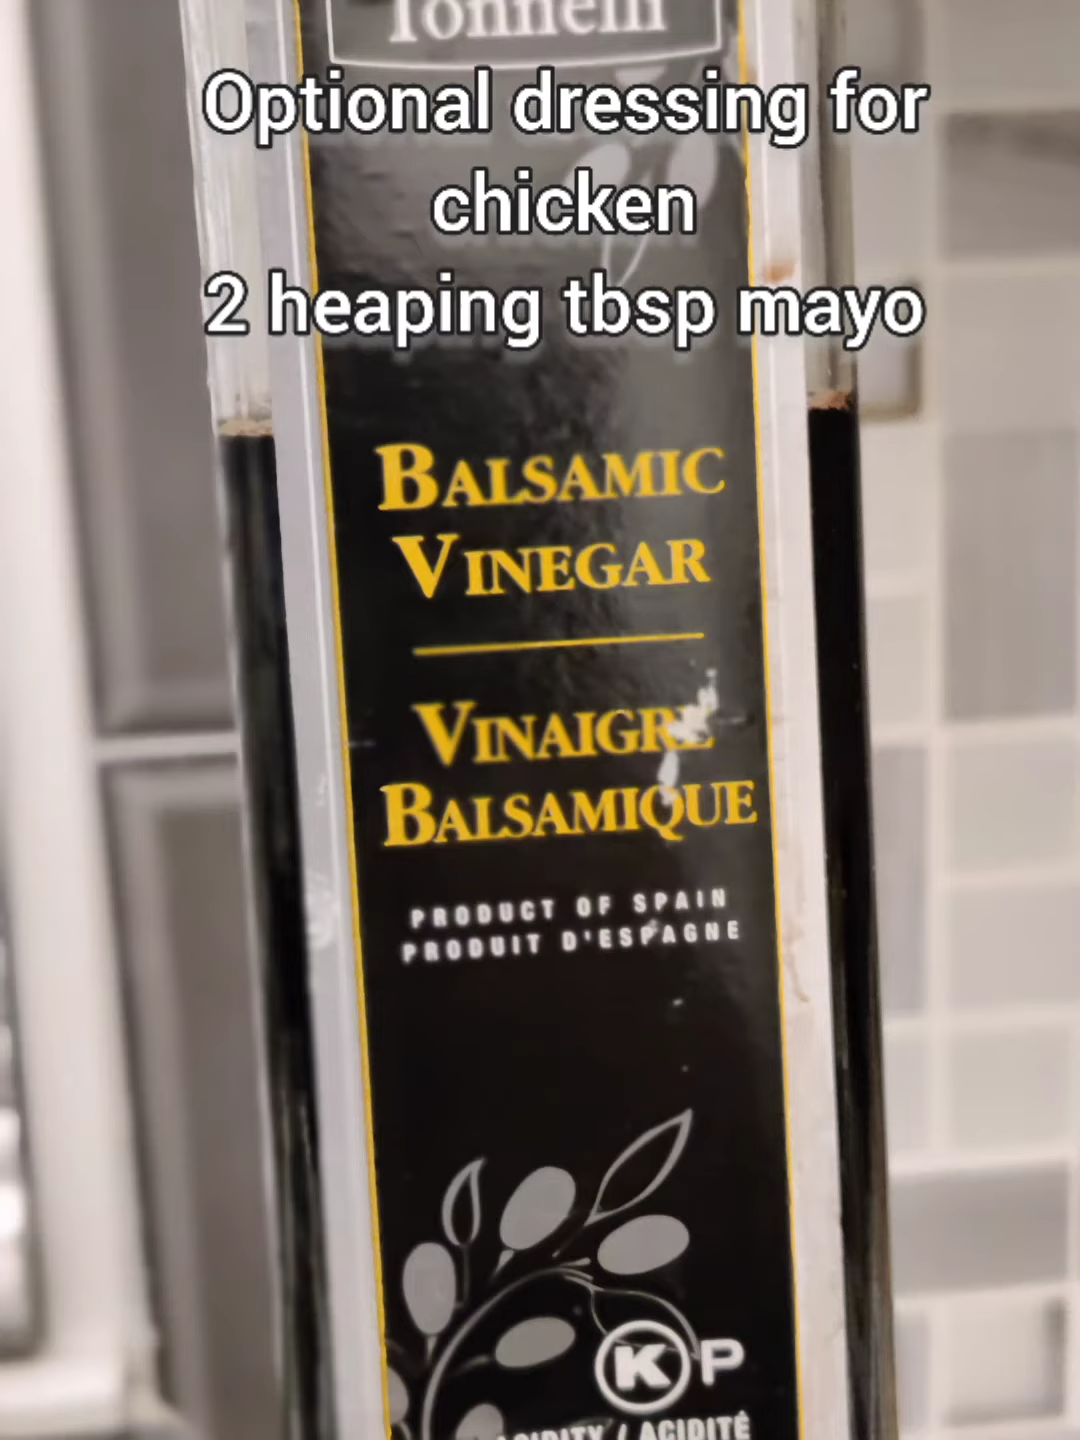 Tonnelli
Optional dressing for
chicken
2 heaping tbsp mayo
BALSAMIC
VINEGAR
VINAIGRE
BALSAMIQUE
PRODUCT OF SPAIN
PRODUIT D'ESPAGNE
K P
ACIDITY / ACIDITÉ